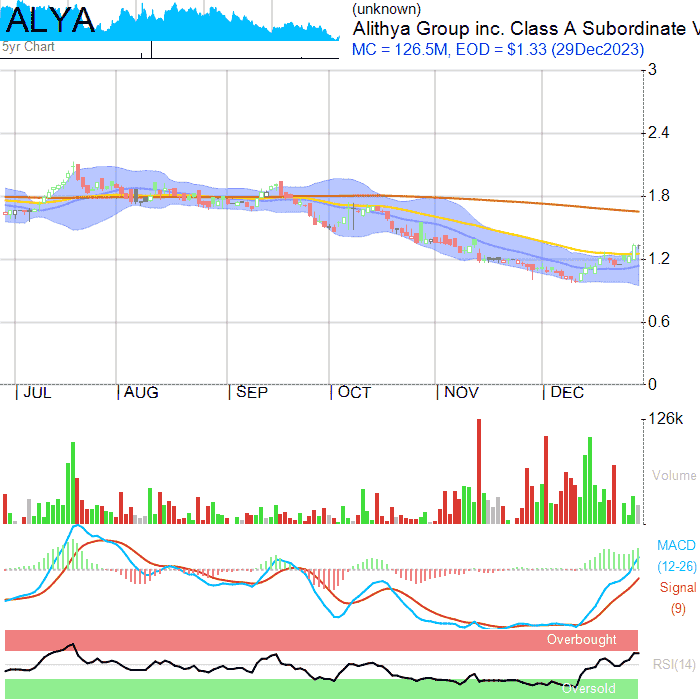 ALYA
5yr Chart
(unknown)
Alithya Group inc. Class A Subordinate V
MC = 126.5M, EOD = $1.33 (29Dec2023)
3
2.4
1.8
1.2
0.6
0
JUL AUG SEP OCT NOV DEC
126k
Volume
MACD
(12-26)
Signal
(9)
Overbought
RSI(14)
Oversold